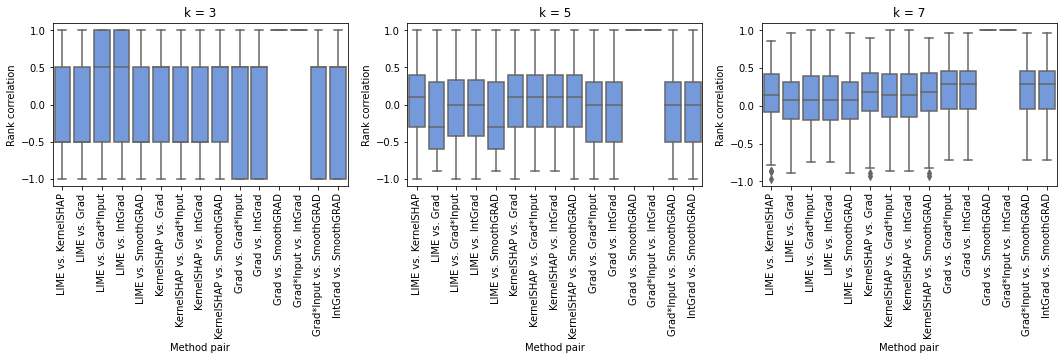 k = 3
Rank correlation
1.0
0.5
0.0
−0.5
−1.0
LIME vs. KernelSHAP
LIME vs. Grad
LIME vs. Grad*Input
LIME vs. IntGrad
LIME vs. SmoothGRAD
KernelSHAP vs. Grad
KernelSHAP vs. Grad*Input
KernelSHAP vs. IntGrad
KernelSHAP vs. SmoothGRAD
Grad vs. Grad*Input
Grad vs. IntGrad
Grad vs. SmoothGRAD
Grad*Input vs. IntGrad
Grad*Input vs. SmoothGRAD
IntGrad vs. SmoothGRAD
Method pair
k = 5
Rank correlation
1.0
0.5
0.0
−0.5
−1.0
LIME vs. KernelSHAP
LIME vs. Grad
LIME vs. Grad*Input
LIME vs. IntGrad
LIME vs. SmoothGRAD
KernelSHAP vs. Grad
KernelSHAP vs. Grad*Input
KernelSHAP vs. IntGrad
KernelSHAP vs. SmoothGRAD
Grad vs. Grad*Input
Grad vs. IntGrad
Grad vs. SmoothGRAD
Grad*Input vs. IntGrad
Grad*Input vs. SmoothGRAD
IntGrad vs. SmoothGRAD
Method pair
k = 7
Rank correlation
1.0
0.5
0.0
−0.5
−1.0
LIME vs. KernelSHAP
LIME vs. Grad
LIME vs. Grad*Input
LIME vs. IntGrad
LIME vs. SmoothGRAD
KernelSHAP vs. Grad
KernelSHAP vs. Grad*Input
KernelSHAP vs. IntGrad
KernelSHAP vs. SmoothGRAD
Grad vs. Grad*Input
Grad vs. IntGrad
Grad vs. SmoothGRAD
Grad*Input vs. IntGrad
Grad*Input vs. SmoothGRAD
IntGrad vs. SmoothGRAD
Method pair